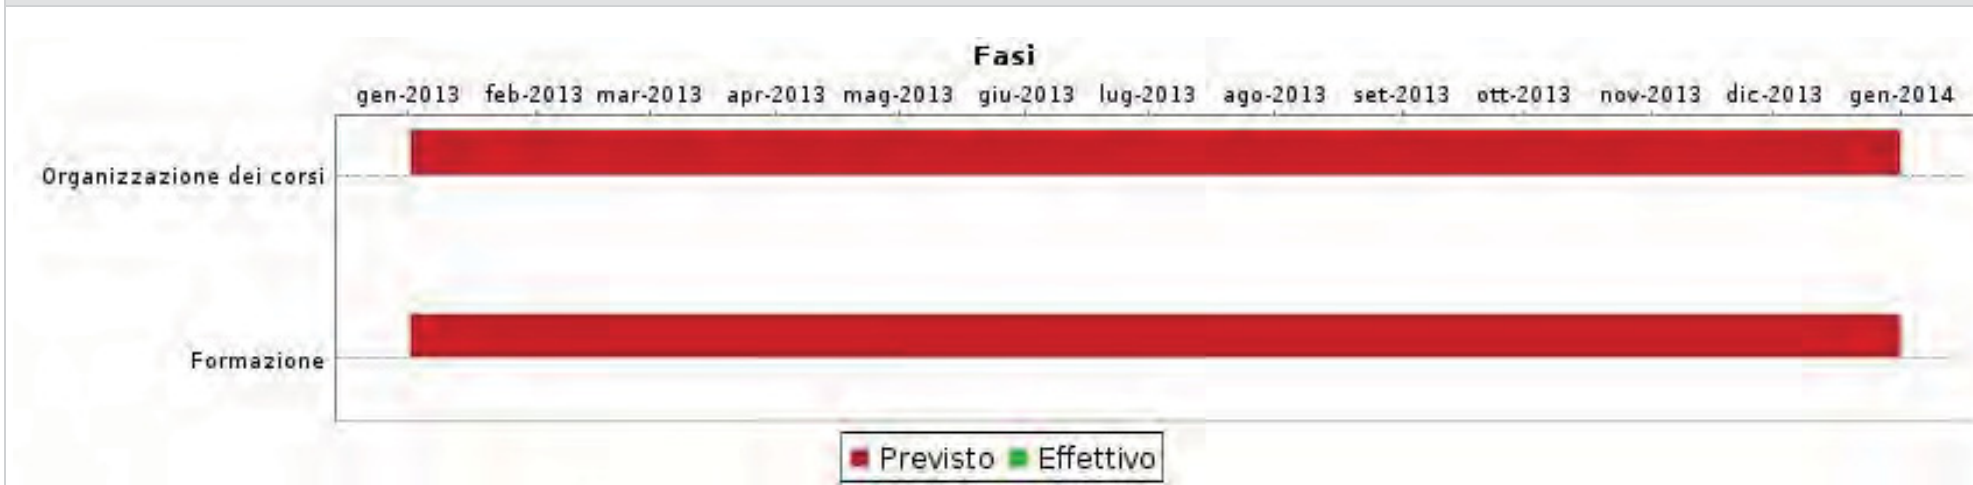 Fasi
gen-2013 feb-2013 mar-2013 apr-2013 mag-2013 giu-2013 lug-2013 ago-2013 set-2013 ott-2013 nov-2013 dic-2013 gen-2014
Organizzazione dei corsi
Formazione
Previsto Effettivo